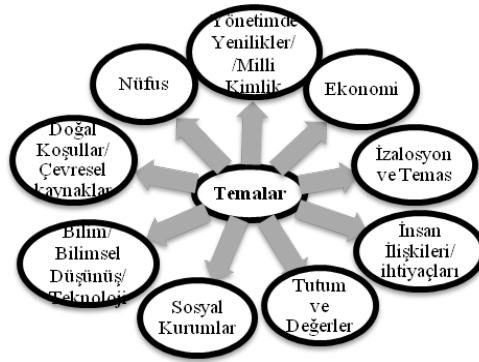 Yönetimde
Yenilikler/
/Milli
Kimlik
Ekonomi
İzalosyon
ve Temas
İnsan
İlişkileri/
ihtiyaçları
Tutum
ve
Değerler
Sosyal
Kurumlar
Bilim/
Bilimsel
Düşünüş/
Teknoloji
Doğal
Koşullar/
Çevresel
kaynaklar
Nüfus
Temalar